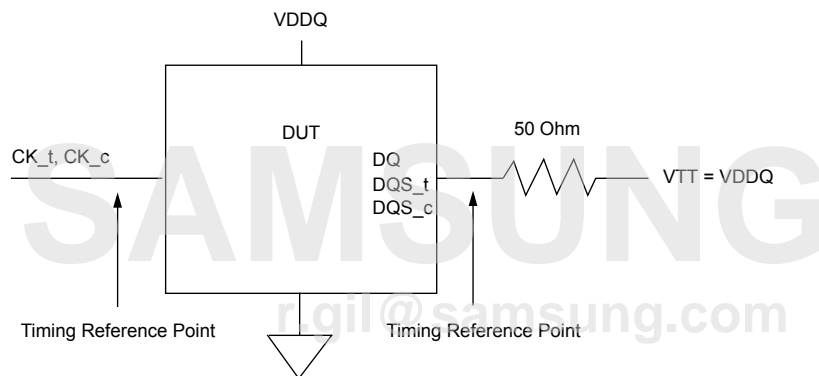 VDDQ
DUT
50 Ohm
CK_t, CK_c
DQ
DQS_t
DQS_c
VTT = VDDQ
SAMSUNG
Timing Reference Point
Timing Reference Point
r.gil@samsung.com